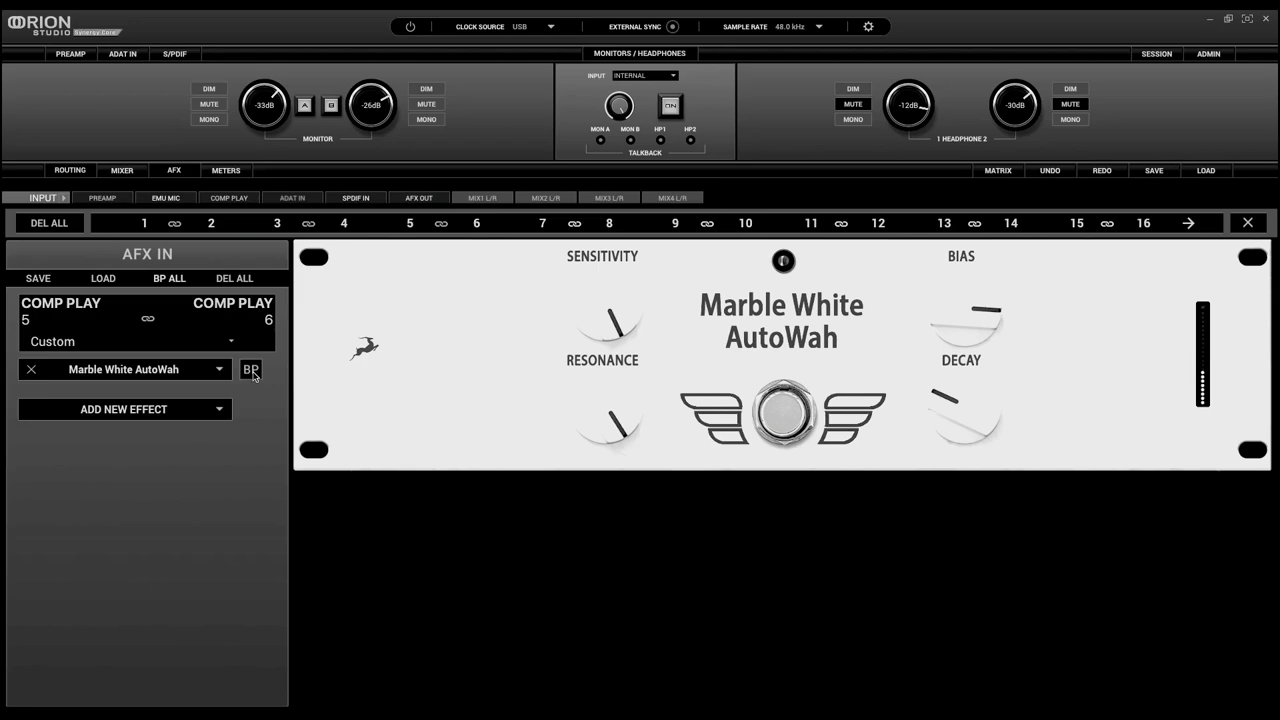 ORION
STUDIO Synergy Core
CLOCK SOURCE USB EXTERNAL SYNC SAMPLE RATE 48.0 kHz
PREAMP ADAT IN S/PDIF MONITORS / HEADPHONES SESSION ADMIN
INPUT INTERNAL
DIM DIM DIM DIM
-33dB A B -26dB ON -12dB -30dB
MUTE MUTE MUTE MUTE
MONO MONO MONO MONO
MON A MON B HP1 HP2
MONITOR 1 HEADPHONE 2
TALKBACK
ROUTING MIXER AFX METERS MATRIX UNDO REDO SAVE LOAD
INPUT PREAMP EMU MIC COMP PLAY ADAT IN SPDIF IN AFX OUT MIX1 L/R MIX2 L/R MIX3 L/R MIX4 L/R
DEL ALL 1 2 3 4 5 6 7 8 9 10 11 12 13 14 15 16
AFX IN
SAVE LOAD BP ALL DEL ALL
COMP PLAY COMP PLAY
5 6
Custom
Marble White AutoWah BP
ADD NEW EFFECT
SENSITIVITY BIAS
Marble White
AutoWah
RESONANCE DECAY